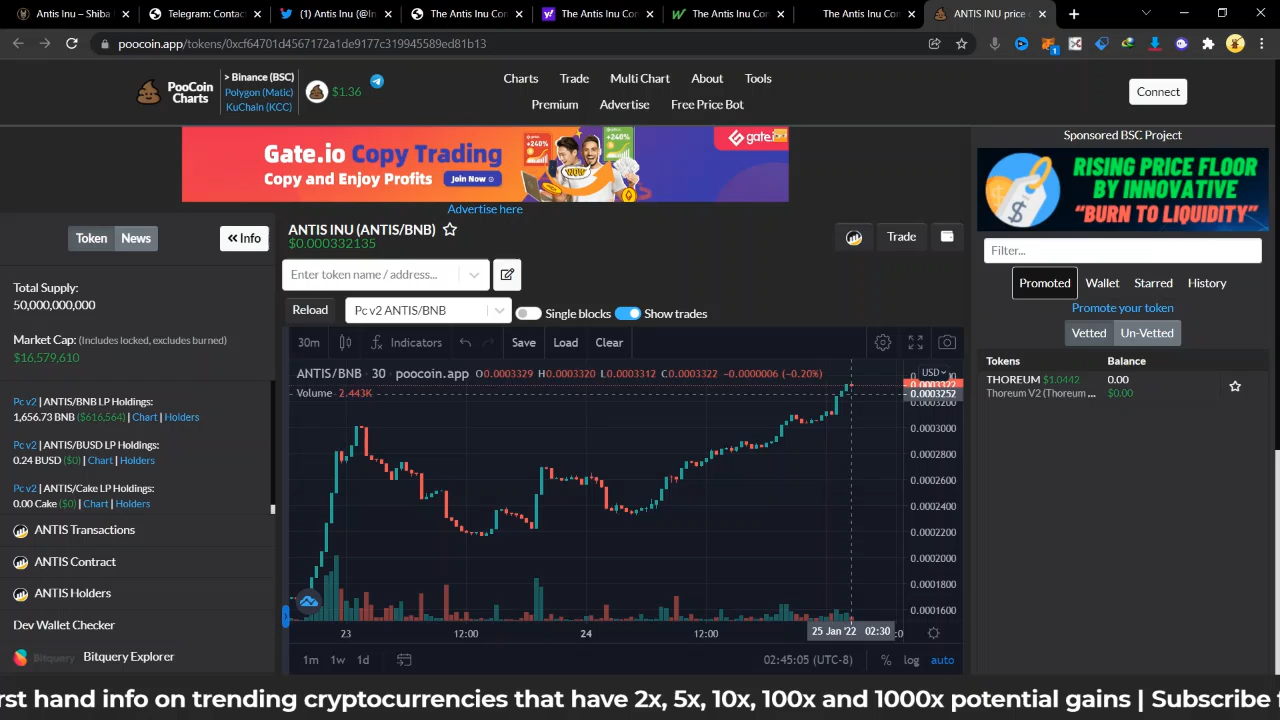 Antis Inu – Shiba
Telegram: Contac
(1) Antis Inu (@In
The Antis Inu Con
The Antis Inu Con
The Antis Inu Con
The Antis Inu Con
ANTIS INU price
poocoin.app/tokens/0xcf64701d4567172a1de9177c319945589ed81b13
1
PooCoin
Charts
> Binance (BSC)
Polygon (Matic)
KuChain (KCC)
$1.36
Charts
Trade
Multi Chart
About
Tools
Premium
Advertise
Free Price Bot
Connect
Gate.io Copy Trading
Copy and Enjoy Profits
Join Now
+240%
+240%
WOW
gate.io
Advertise here
Sponsored BSC Project
RISING PRICE FLOOR
BY INNOVATIVE
“BURN TO LIQUIDITY”
Token
News
Info
Total Supply:
50,000,000,000
Market Cap: (Includes locked, excludes burned)
$16,579,610
Pc v2 | ANTIS/BNB LP Holdings:
1,656.73 BNB ($616,564) | Chart | Holders
Pc v2 | ANTIS/BUSD LP Holdings:
0.24 BUSD ($0) | Chart | Holders
Pc v2 | ANTIS/Cake LP Holdings:
0.00 Cake ($0) | Chart | Holders
ANTIS Transactions
ANTIS Contract
ANTIS Holders
Dev Wallet Checker
Bitquery
Bitquery Explorer
ANTIS INU (ANTIS/BNB)
$0.000332135
Trade
Enter token name / address...
Reload
Pc v2 ANTIS/BNB
Single blocks
Show trades
30m
Indicators
Save
Load
Clear
ANTIS/BNB · 30 · poocoin.app O0.0003329 H0.0003320 L0.0003312 C0.0003322 -0.0000006 (-0.20%)
Volume 2.443K
USD
0.0003322
0.0003252
0.0003200
0.0003000
0.0002800
0.0002600
0.0002400
0.0002200
0.0002000
0.0001800
0.0001600
23
12:00
24
12:00
25 Jan '22 02:30
1m
1w
1d
02:45:05 (UTC-8)
%
log
auto
Filter...
Promoted
Wallet
Starred
History
Promote your token
Vetted
Un-Vetted
Tokens
Balance
THOREUM $1.0442
0.00
Thoreum V2 (Thoreum ...
$0.00
rst hand info on trending cryptocurrencies that have 2x, 5x, 10x, 100x and 1000x potential gains | Subscribe